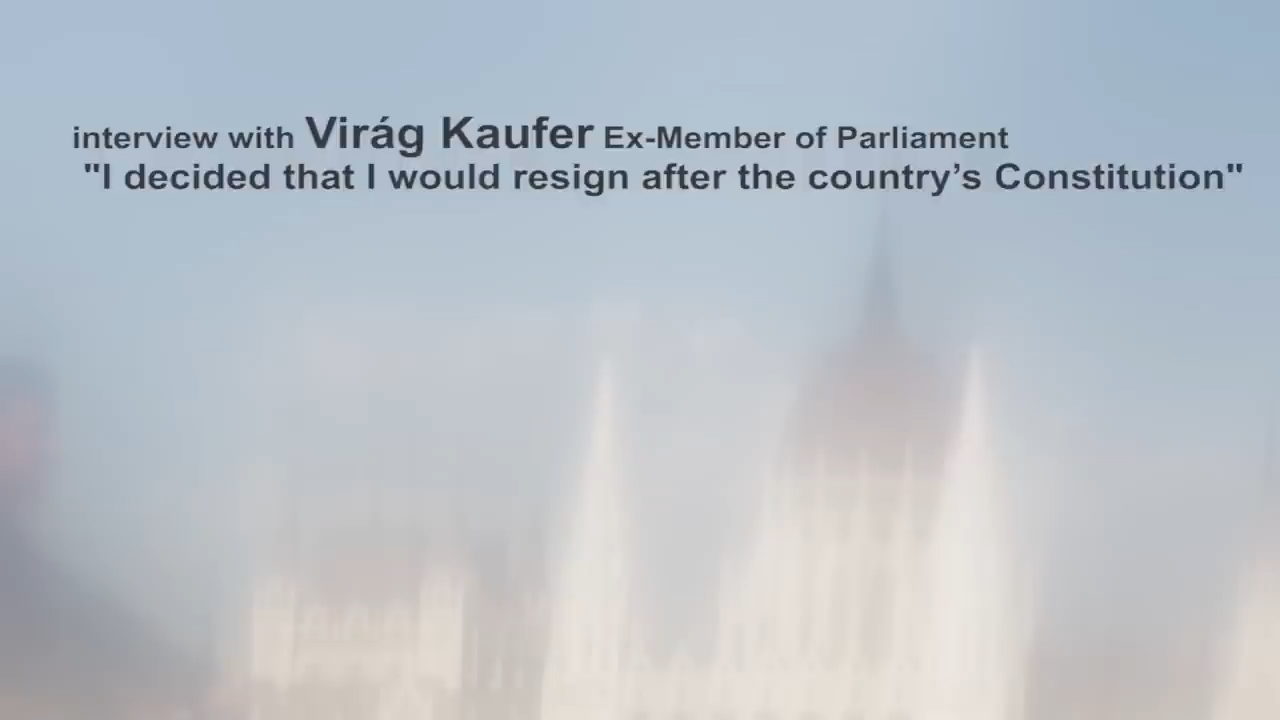 interview with Virág Kaufer Ex-Member of Parliament
"I decided that I would resign after the country’s Constitution"